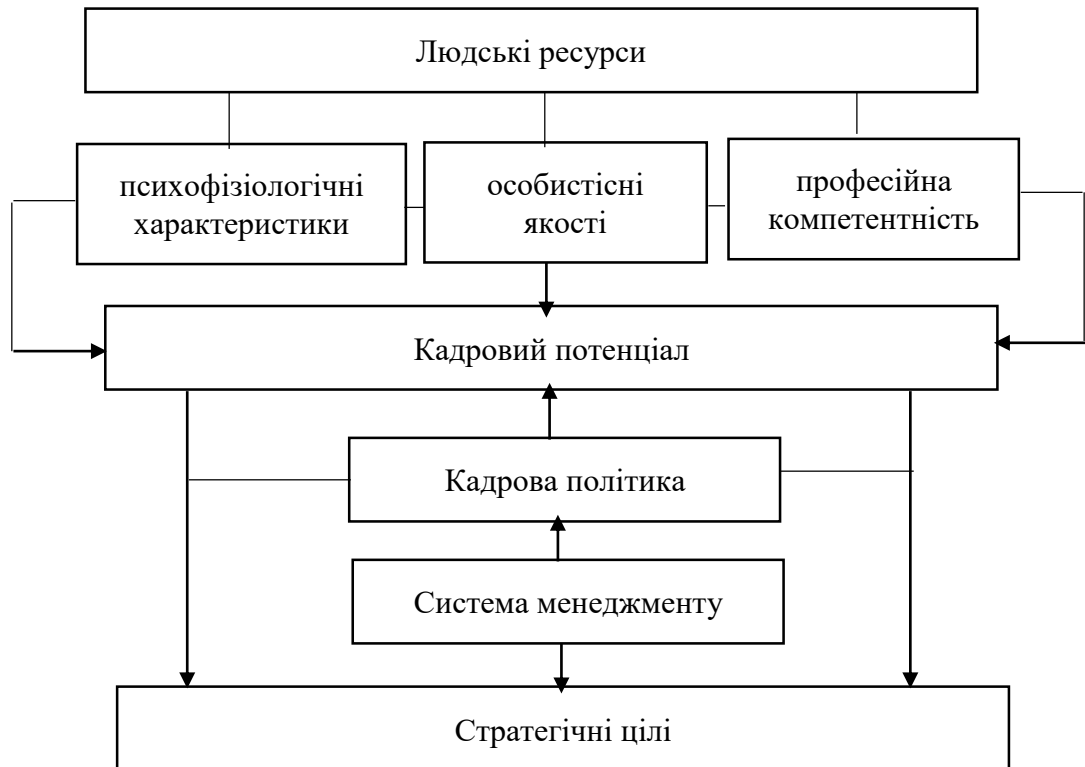 Людські ресурси
психофізіологічні
характеристики
особистісні
якості
професійна
компетентність
Кадровий потенціал
Кадрова політика
Система менеджменту
Стратегічні цілі